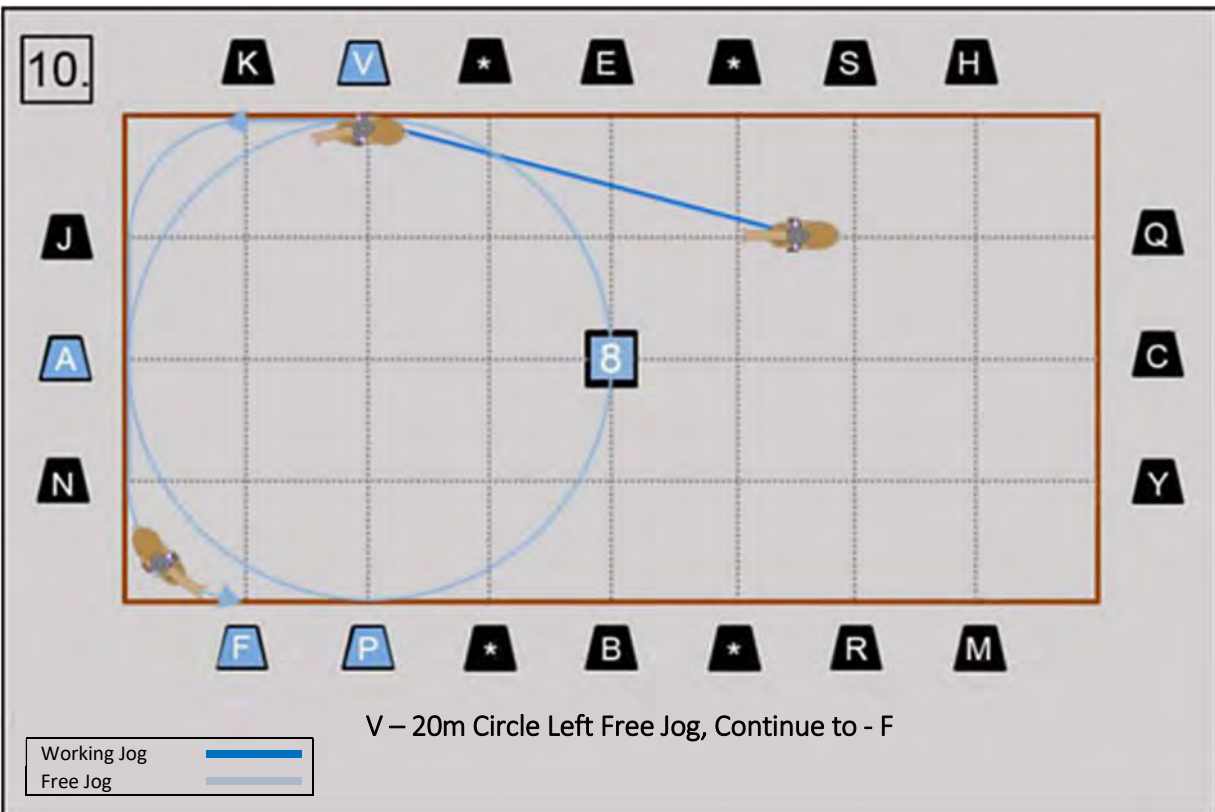 10.
K V * E * S H
J Q
A 8 C
N Y
F P * B * R M
V – 20m Circle Left Free Jog, Continue to - F
Working Jog
Free Jog